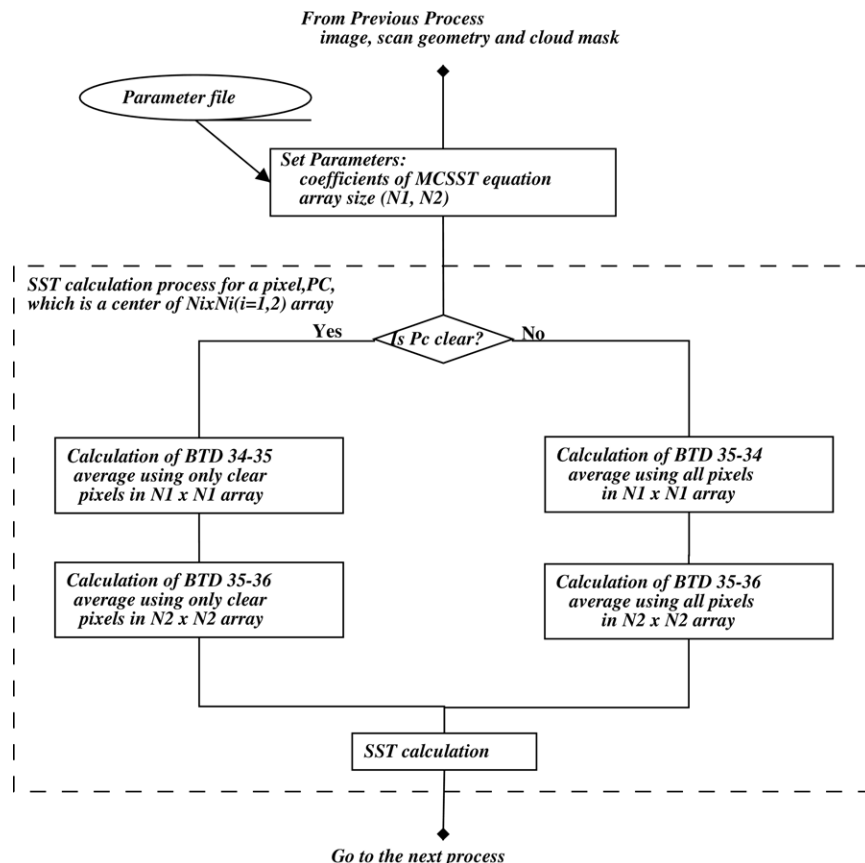 From Previous Process
image, scan geometry and cloud mask
Parameter file
Set Parameters:
coefficients of MCSST equation
array size (N1, N2)
SST calculation process for a pixel,PC,
which is a center of NixNi(i=1,2) array
Yes
Is Pc clear?
No
Calculation of BTD 34-35
average using only clear
pixels in N1 x N1 array
Calculation of BTD 35-34
average using all pixels
in N1 x N1 array
Calculation of BTD 35-36
average using only clear
pixels in N2 x N2 array
Calculation of BTD 35-36
average using all pixels
in N2 x N2 array
SST calculation
Go to the next process